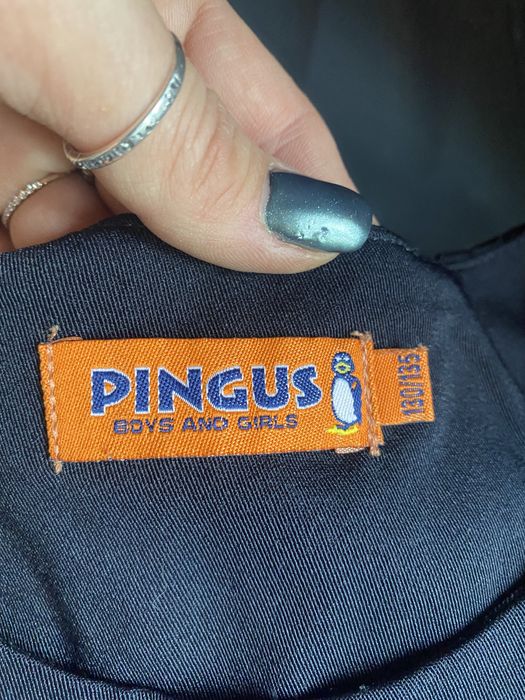 PINGUS
BOYS AND GIRLS
130/135